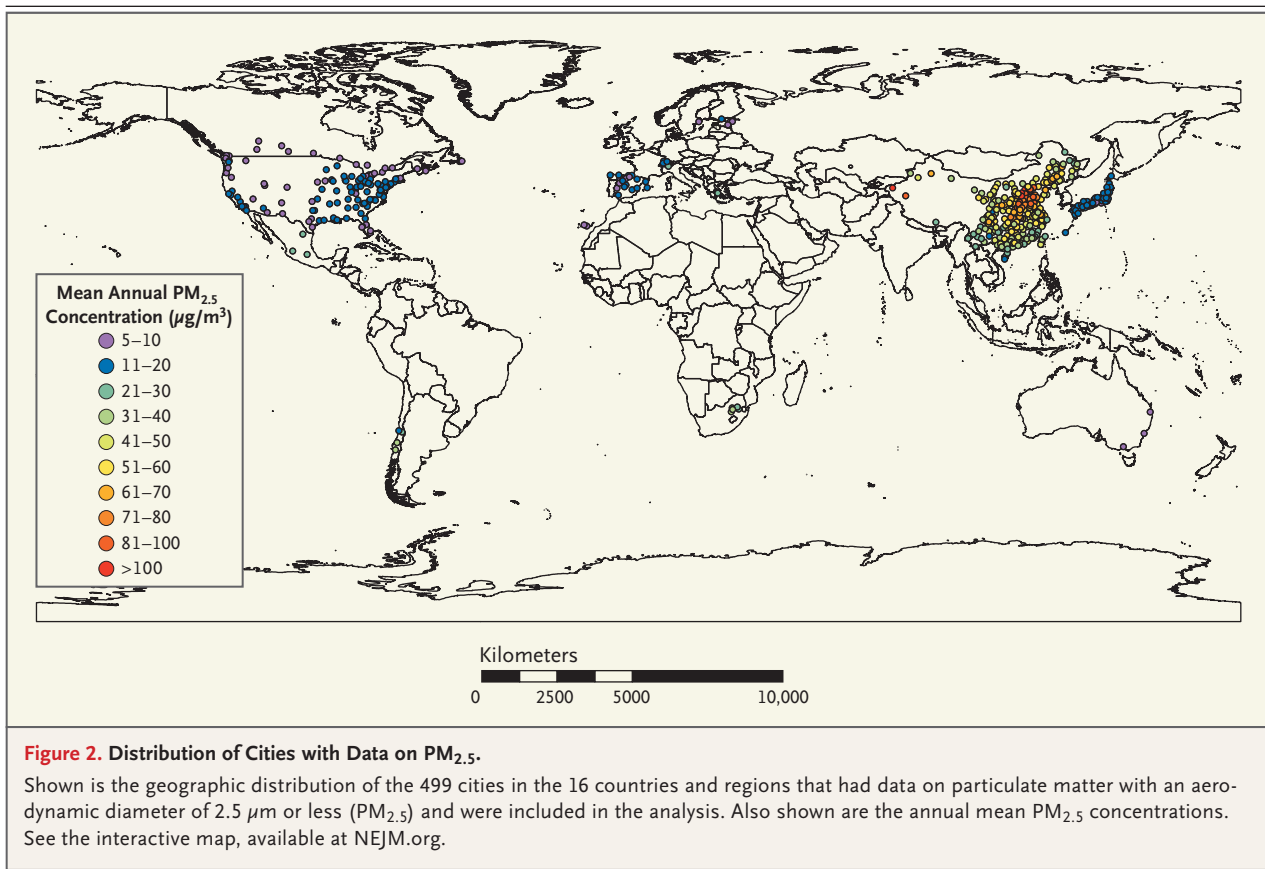 Mean Annual PM2.5
Concentration (µg/m³)
5–10
11–20
21–30
31–40
41–50
51–60
61–70
71–80
81–100
>100
Kilometers
0 2500 5000 10,000
Figure 2. Distribution of Cities with Data on PM2.5.
Shown is the geographic distribution of the 499 cities in the 16 countries and regions that had data on particulate matter with an aero-
dynamic diameter of 2.5 µm or less (PM2.5) and were included in the analysis. Also shown are the annual mean PM2.5 concentrations.
See the interactive map, available at NEJM.org.